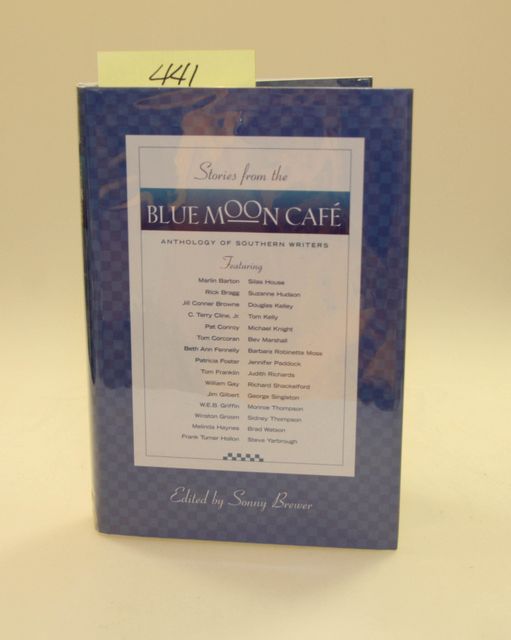 441
Stories from the
BLUE MOON CAFÉ
ANTHOLOGY OF SOUTHERN WRITERS
Featuring
Marlin Barton Silas House
Rick Bragg Suzanne Hudson
Jill Conner Browne Douglas Kelley
C. Terry Cline, Jr. Tom Kelly
Pat Conroy Michael Knight
Tom Corcoran Bev Marshall
Beth Ann Fennelly Barbara Robinette Moss
Patricia Foster Jennifer Paddock
Tom Franklin Judith Richards
William Gay Richard Shackelford
Jim Gilbert George Singleton
W.E.B. Griffin Monroe Thompson
Winston Groom Sidney Thompson
Melinda Haynes Brad Watson
Frank Turner Hollon Steve Yarbrough
Edited by Sonny Brewer